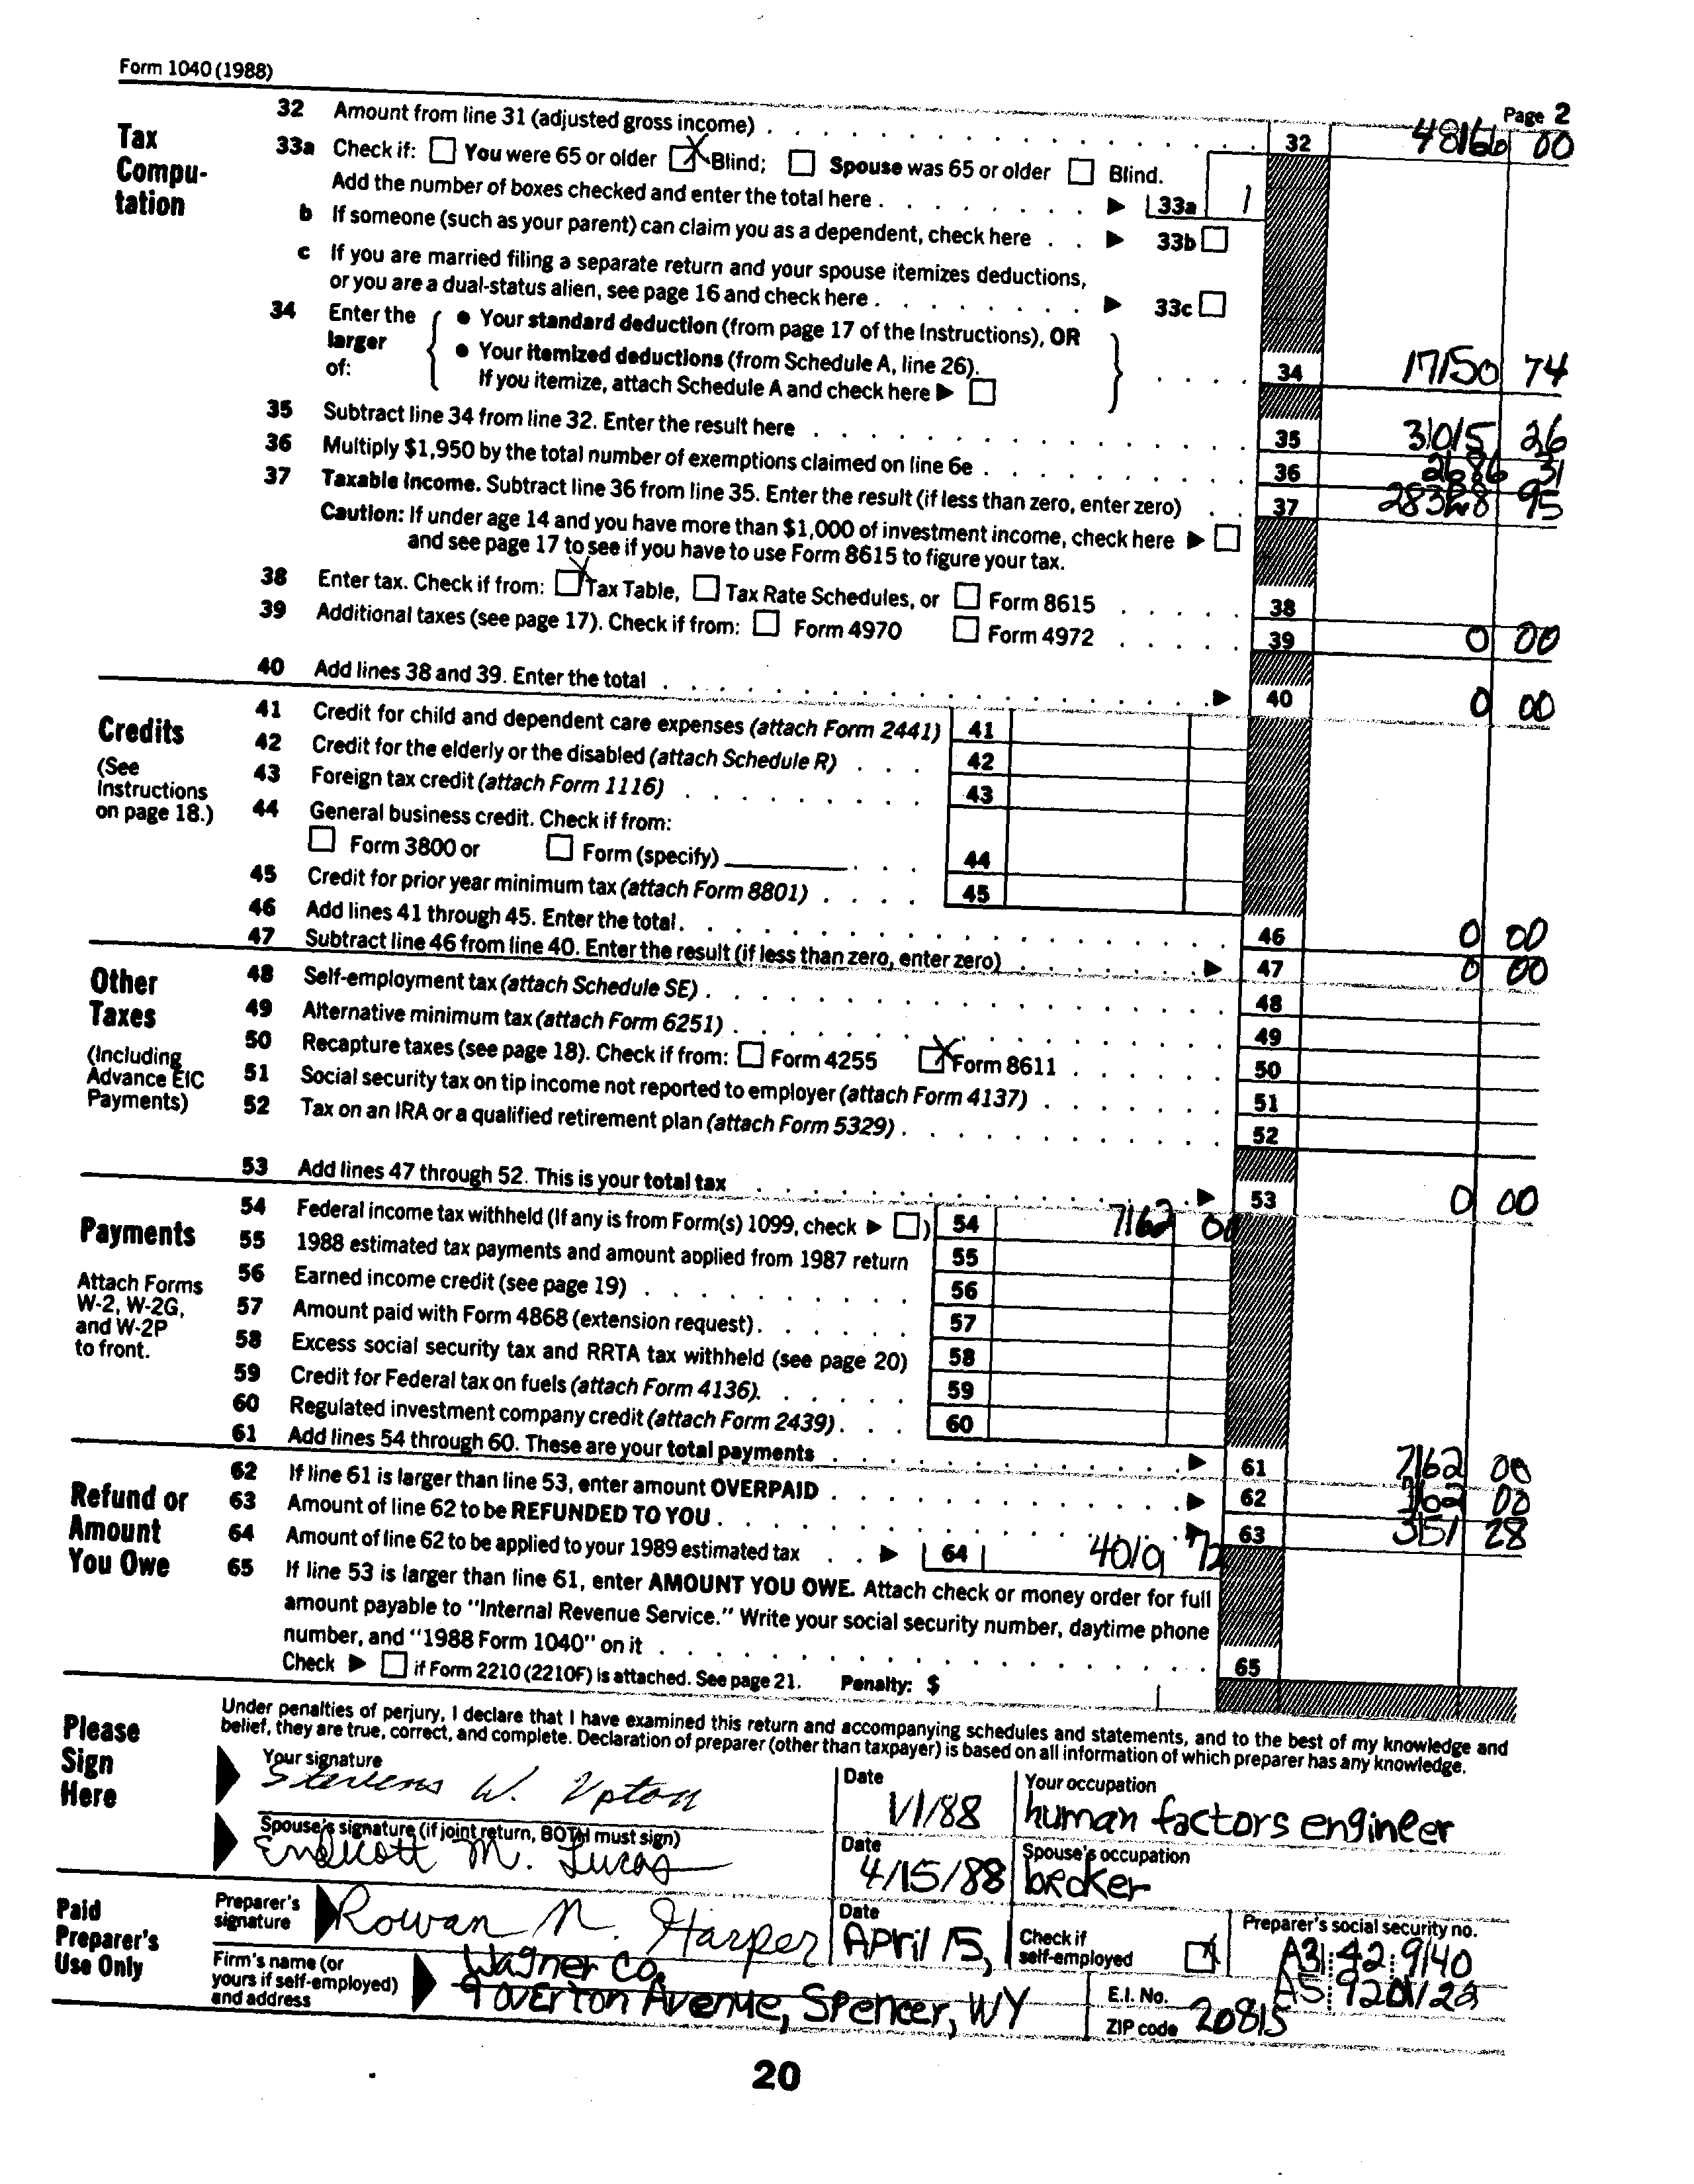 Form 1040 (1988)
Page 2
Tax Compu-tation
32 Amount from line 31 (adjusted gross income) 32 48166 00
33a Check if: You were 65 or older X Blind; Spouse was 65 or older Blind.
Add the number of boxes checked and enter the total here 33a 1
b If someone (such as your parent) can claim you as a dependent, check here 33b
c If you are married filing a separate return and your spouse itemizes deductions,
or you are a dual-status alien, see page 16 and check here 33c
34 Enter the larger of:
● Your standard deduction (from page 17 of the Instructions), OR
● Your itemized deductions (from Schedule A, line 26).
If you itemize, attach Schedule A and check here 34 17150 74
35 Subtract line 34 from line 32. Enter the result here 35 31015 26
36 Multiply $1,950 by the total number of exemptions claimed on line 6e 36 2686 31
37 Taxable income. Subtract line 36 from line 35. Enter the result (if less than zero, enter zero) 37 28328 95
Caution: If under age 14 and you have more than $1,000 of investment income, check here
and see page 17 to see if you have to use Form 8615 to figure your tax.
38 Enter tax. Check if from: X Tax Table, Tax Rate Schedules, or Form 8615 38
39 Additional taxes (see page 17). Check if from: Form 4970 Form 4972 39 0 00
40 Add lines 38 and 39. Enter the total 40 0 00
Credits
(See Instructions on page 18.)
41 Credit for child and dependent care expenses (attach Form 2441) 41
42 Credit for the elderly or the disabled (attach Schedule R) 42
43 Foreign tax credit (attach Form 1116) 43
44 General business credit. Check if from:
Form 3800 or Form (specify) 44
45 Credit for prior year minimum tax (attach Form 8801) 45
46 Add lines 41 through 45. Enter the total. 46 0 00
47 Subtract line 46 from line 40. Enter the result (if less than zero, enter zero) 47 0 00
Other Taxes
(Including Advance EIC Payments)
48 Self-employment tax (attach Schedule SE) 48
49 Alternative minimum tax (attach Form 6251) 49
50 Recapture taxes (see page 18). Check if from: Form 4255 X Form 8611 50
51 Social security tax on tip income not reported to employer (attach Form 4137) 51
52 Tax on an IRA or a qualified retirement plan (attach Form 5329) 52
53 Add lines 47 through 52. This is your total tax 53 0 00
Payments
Attach Forms W-2, W-2G, and W-2P to front.
54 Federal income tax withheld (If any is from Form(s) 1099, check ) 54 7162 00
55 1988 estimated tax payments and amount applied from 1987 return 55
56 Earned income credit (see page 19) 56
57 Amount paid with Form 4868 (extension request) 57
58 Excess social security tax and RRTA tax withheld (see page 20) 58
59 Credit for Federal tax on fuels (attach Form 4136). 59
60 Regulated investment company credit (attach Form 2439) 60
61 Add lines 54 through 60. These are your total payments 61 7162 00
Refund or Amount You Owe
62 If line 61 is larger than line 53, enter amount OVERPAID 62 00
63 Amount of line 62 to be REFUNDED TO YOU 63 3151 28
64 Amount of line 62 to be applied to your 1989 estimated tax 64 4019 72
65 If line 53 is larger than line 61, enter AMOUNT YOU OWE. Attach check or money order for full
amount payable to "Internal Revenue Service." Write your social security number, daytime phone
number, and "1988 Form 1040" on it 65
Check if Form 2210 (2210F) is attached. See page 21. Penalty: $
Please Sign Here
Under penalties of perjury, I declare that I have examined this return and accompanying schedules and statements, and to the best of my knowledge and
belief, they are true, correct, and complete. Declaration of preparer (other than taxpayer) is based on all information of which preparer has any knowledge.
Your signature Stevens W. Upton
Date 1/1/88
Your occupation human factors engineer
Spouse's signature (if joint return, BOTH must sign) Endicott M. Lucas
Date 4/15/88
Spouse's occupation broker
Paid Preparer's Use Only
Preparer's signature Rowan N. Harper
Date April 15,
Check if self-employed X
Preparer's social security no. A31 42 9140
Firm's name (or yours if self-employed) and address
Wagner Co.
9 Overton Avenue, Spencer, WY
E.I. No. A5 9201122
ZIP code 20815
20